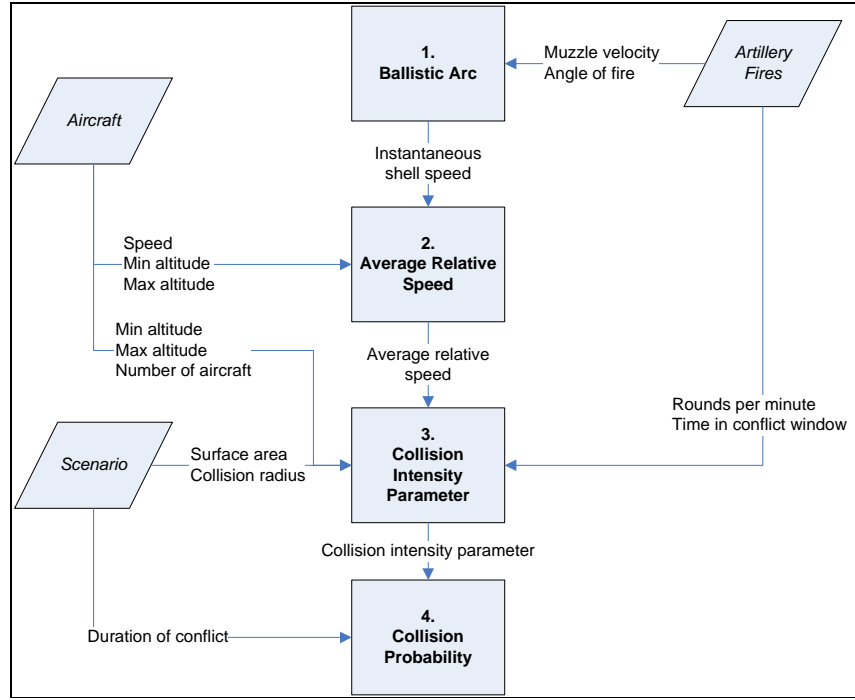 1.
Ballistic Arc
Muzzle velocity
Angle of fire
Artillery
Fires
Aircraft
Instantaneous
shell speed
Speed
Min altitude
Max altitude
2.
Average Relative
Speed
Min altitude
Max altitude
Number of aircraft
Average relative
speed
Rounds per minute
Time in conflict window
Scenario
Surface area
Collision radius
3.
Collision
Intensity
Parameter
Collision intensity parameter
Duration of conflict
4.
Collision
Probability